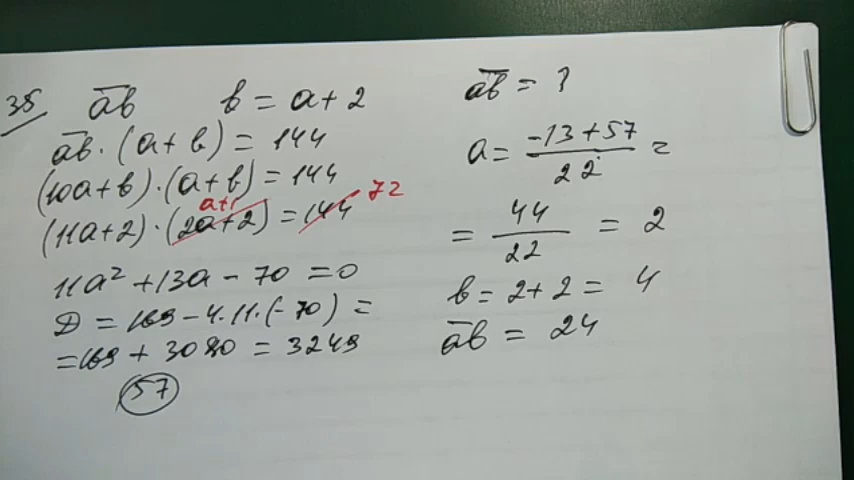 35. ab̅ в = a + 2
ab̅ · (a + в) = 144
(10a + в) · (a + в) = 144
a+1 72
(11a + 2) · (2a + 2) = 144
11a² + 13a - 70 = 0
D = 169 - 4 · 11 · (-70) =
= 169 + 3080 = 3249
57
ab̅ = ?
a = (-13 + 57)/22 =
= 44/22 = 2
в = 2 + 2 = 4
ab̅ = 24